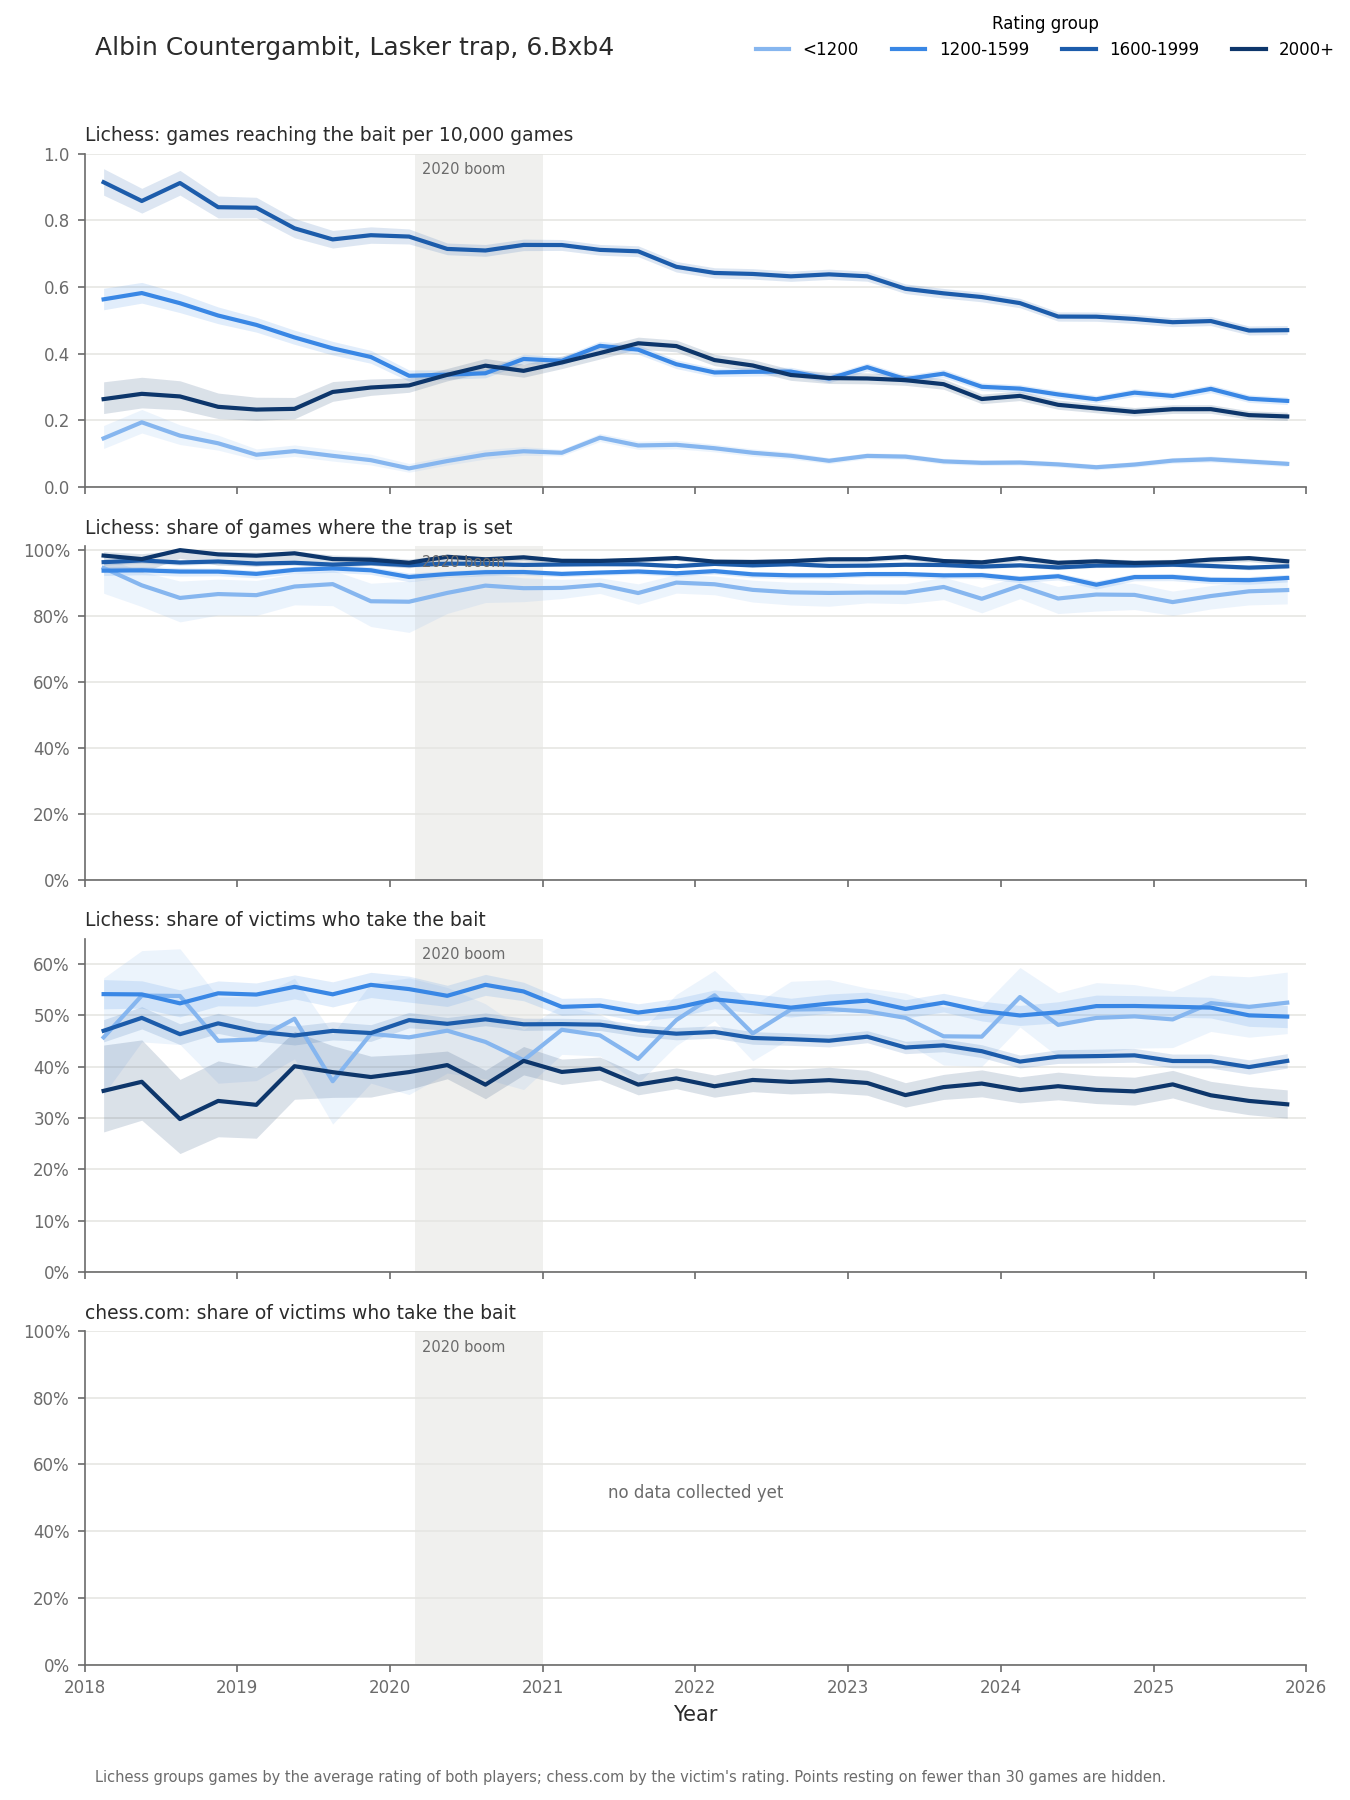 Albin Countergambit, Lasker trap, 6.Bxb4
Rating group
<1200 1200-1599 1600-1999 2000+
Lichess: games reaching the bait per 10,000 games
2020 boom
1.0
0.8
0.6
0.4
0.2
0.0
Lichess: share of games where the trap is set
2020 boom
100%
80%
60%
40%
20%
0%
Lichess: share of victims who take the bait
2020 boom
60%
50%
40%
30%
20%
10%
0%
chess.com: share of victims who take the bait
2020 boom
100%
80%
60%
no data collected yet
40%
20%
0%
2018 2019 2020 2021 2022 2023 2024 2025 2026
Year
Lichess groups games by the average rating of both players; chess.com by the victim's rating. Points resting on fewer than 30 games are hidden.